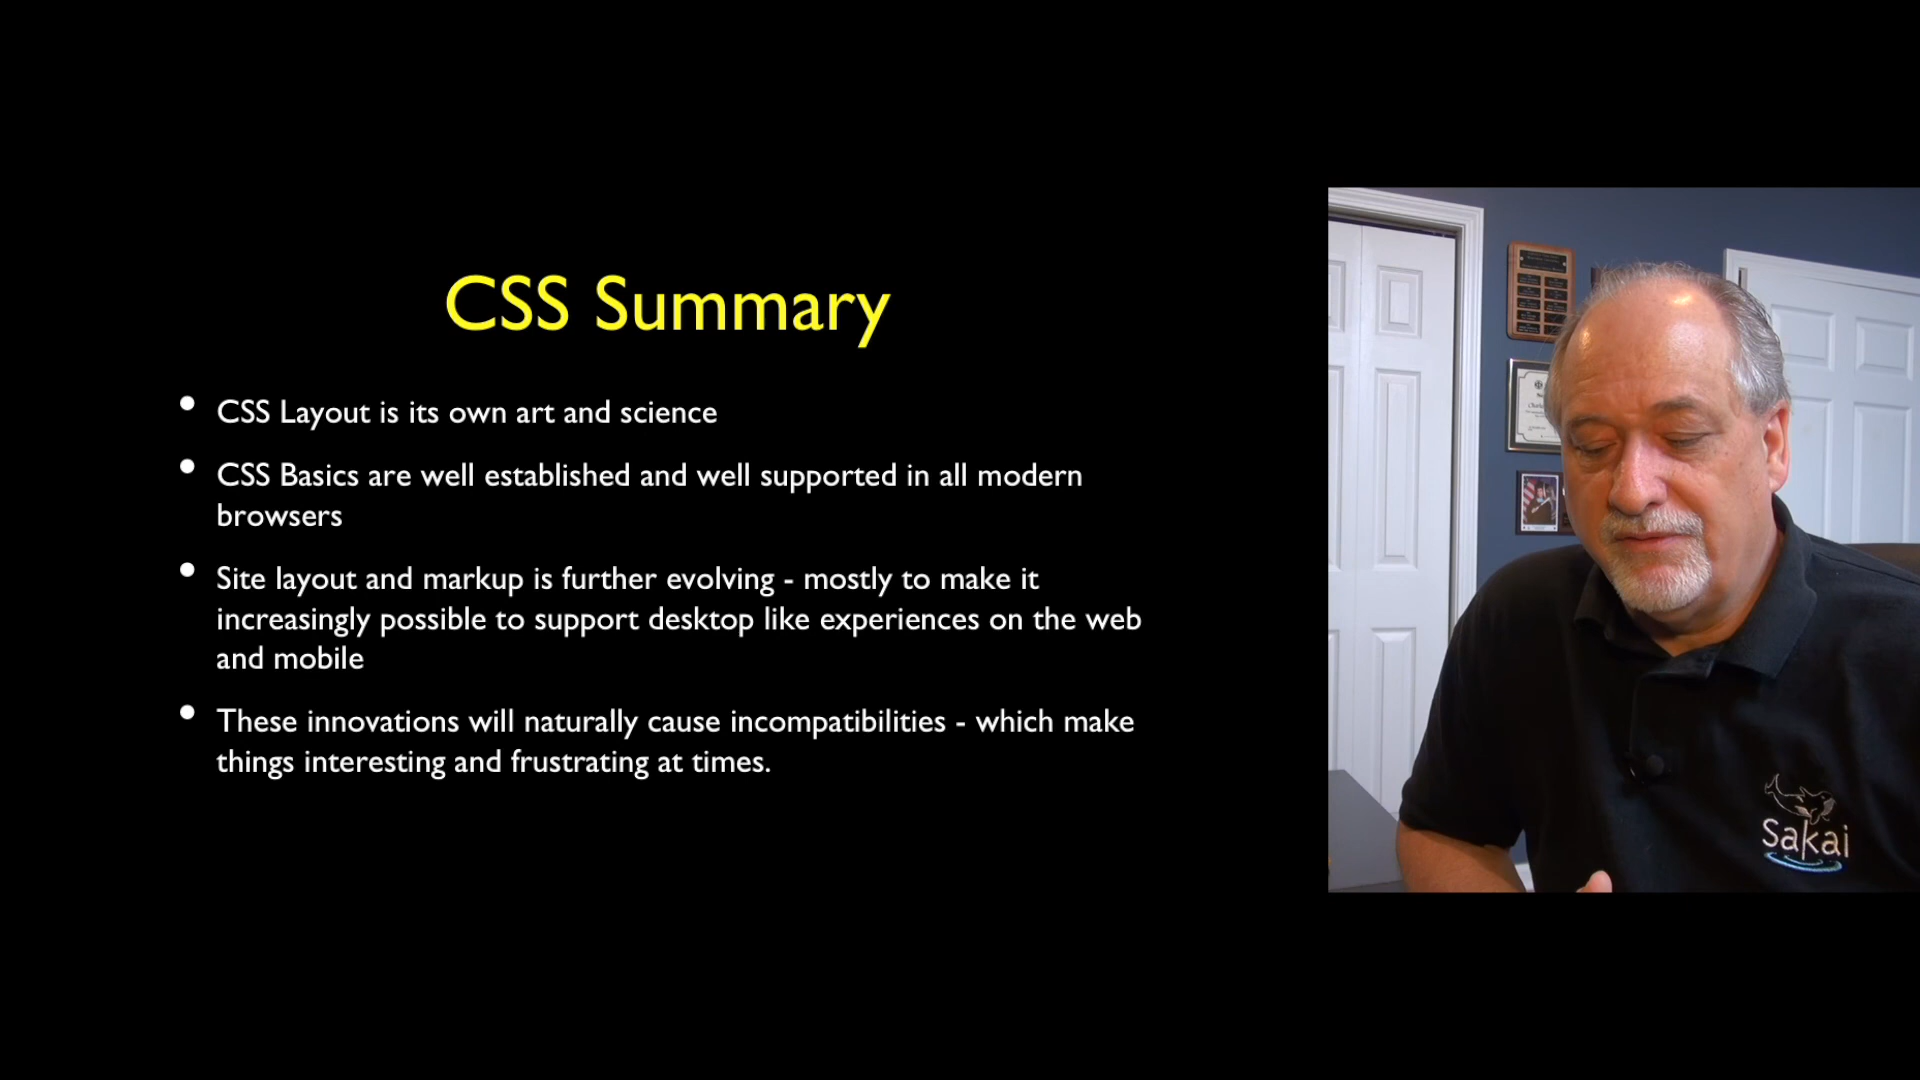 CSS Summary
• CSS Layout is its own art and science
• CSS Basics are well established and well supported in all modern
browsers
• Site layout and markup is further evolving - mostly to make it
increasingly possible to support desktop like experiences on the web
and mobile
• These innovations will naturally cause incompatibilities - which make
things interesting and frustrating at times.
Sakai